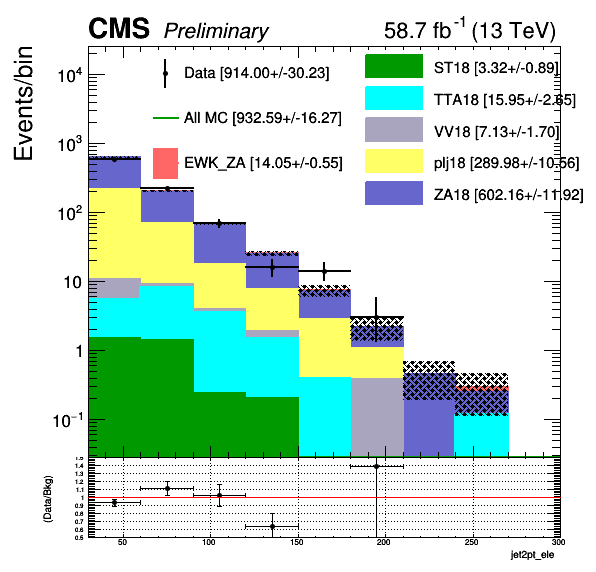 CMS Preliminary 58.7 fb⁻¹ (13 TeV)
Events/bin
10⁴
10³
10²
10
1
10⁻¹
Data [914.00+/-30.23]
All MC [932.59+/-16.27]
EWK_ZA [14.05+/-0.55]
ST18 [3.32+/-0.89]
TTA18 [15.95+/-2.65]
VV18 [7.13+/-1.70]
plj18 [289.98+/-10.56]
ZA18 [602.16+/-11.92]
(Data/Bkg)
1.5
1.4
1.3
1.2
1.1
1
0.9
0.8
0.7
0.6
0.5
50 100 150 200 250 300
jet2pt_ele